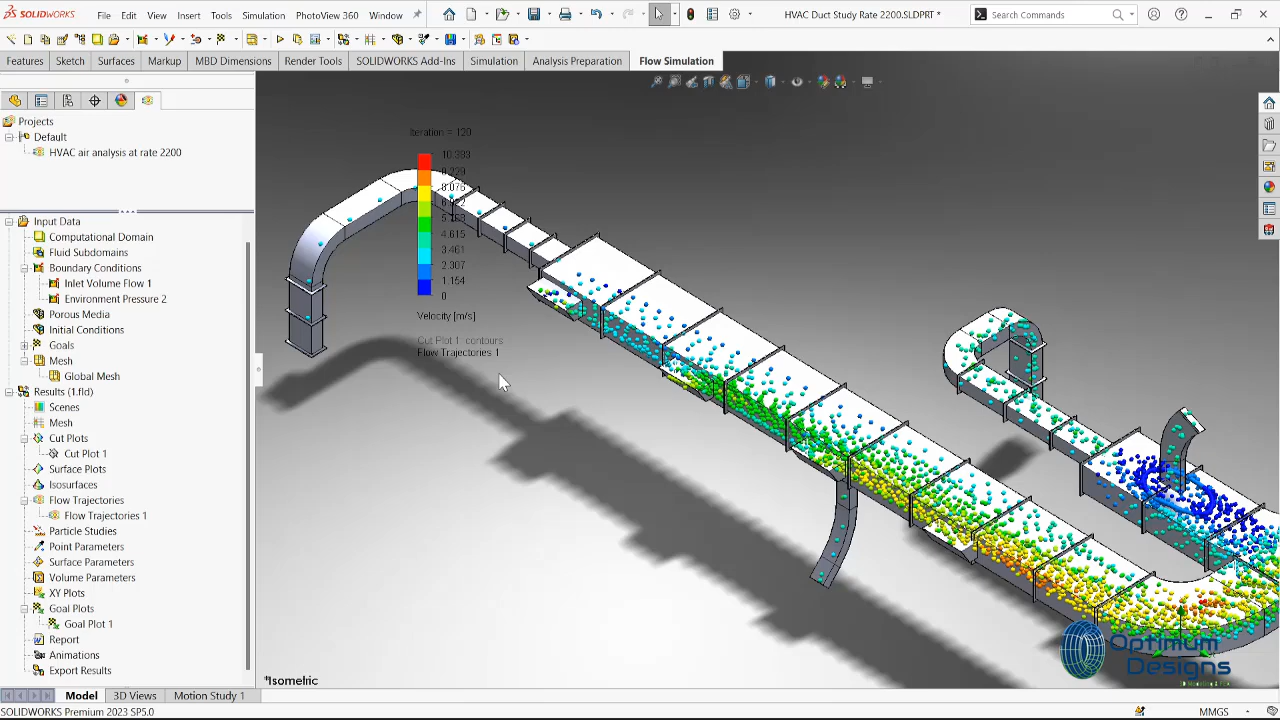 SOLIDWORKS File Edit View Insert Tools Simulation PhotoView 360 Window HVAC Duct Study Rate 2200.SLDPRT * Search Commands
Features Sketch Surfaces Markup MBD Dimensions Render Tools SOLIDWORKS Add-Ins Simulation Analysis Preparation Flow Simulation
Projects
Default
HVAC air analysis at rate 2200
Input Data
Computational Domain
Fluid Subdomains
Boundary Conditions
Inlet Volume Flow 1
Environment Pressure 2
Porous Media
Initial Conditions
Goals
Mesh
Global Mesh
Results (1.fld)
Scenes
Mesh
Cut Plots
Cut Plot 1
Surface Plots
Isosurfaces
Flow Trajectories
Flow Trajectories 1
Particle Studies
Point Parameters
Surface Parameters
Volume Parameters
XY Plots
Goal Plots
Goal Plot 1
Report
Animations
Export Results
Iteration = 120
10.383
9.229
8.076
4.615
3.461
2.307
1.154
0
Velocity [m/s]
Cut Plot 1: contours
Flow Trajectories 1
Optimum
Designs
*Isometric
Model 3D Views Motion Study 1
SOLIDWORKS Premium 2023 SP5.0 MMGS